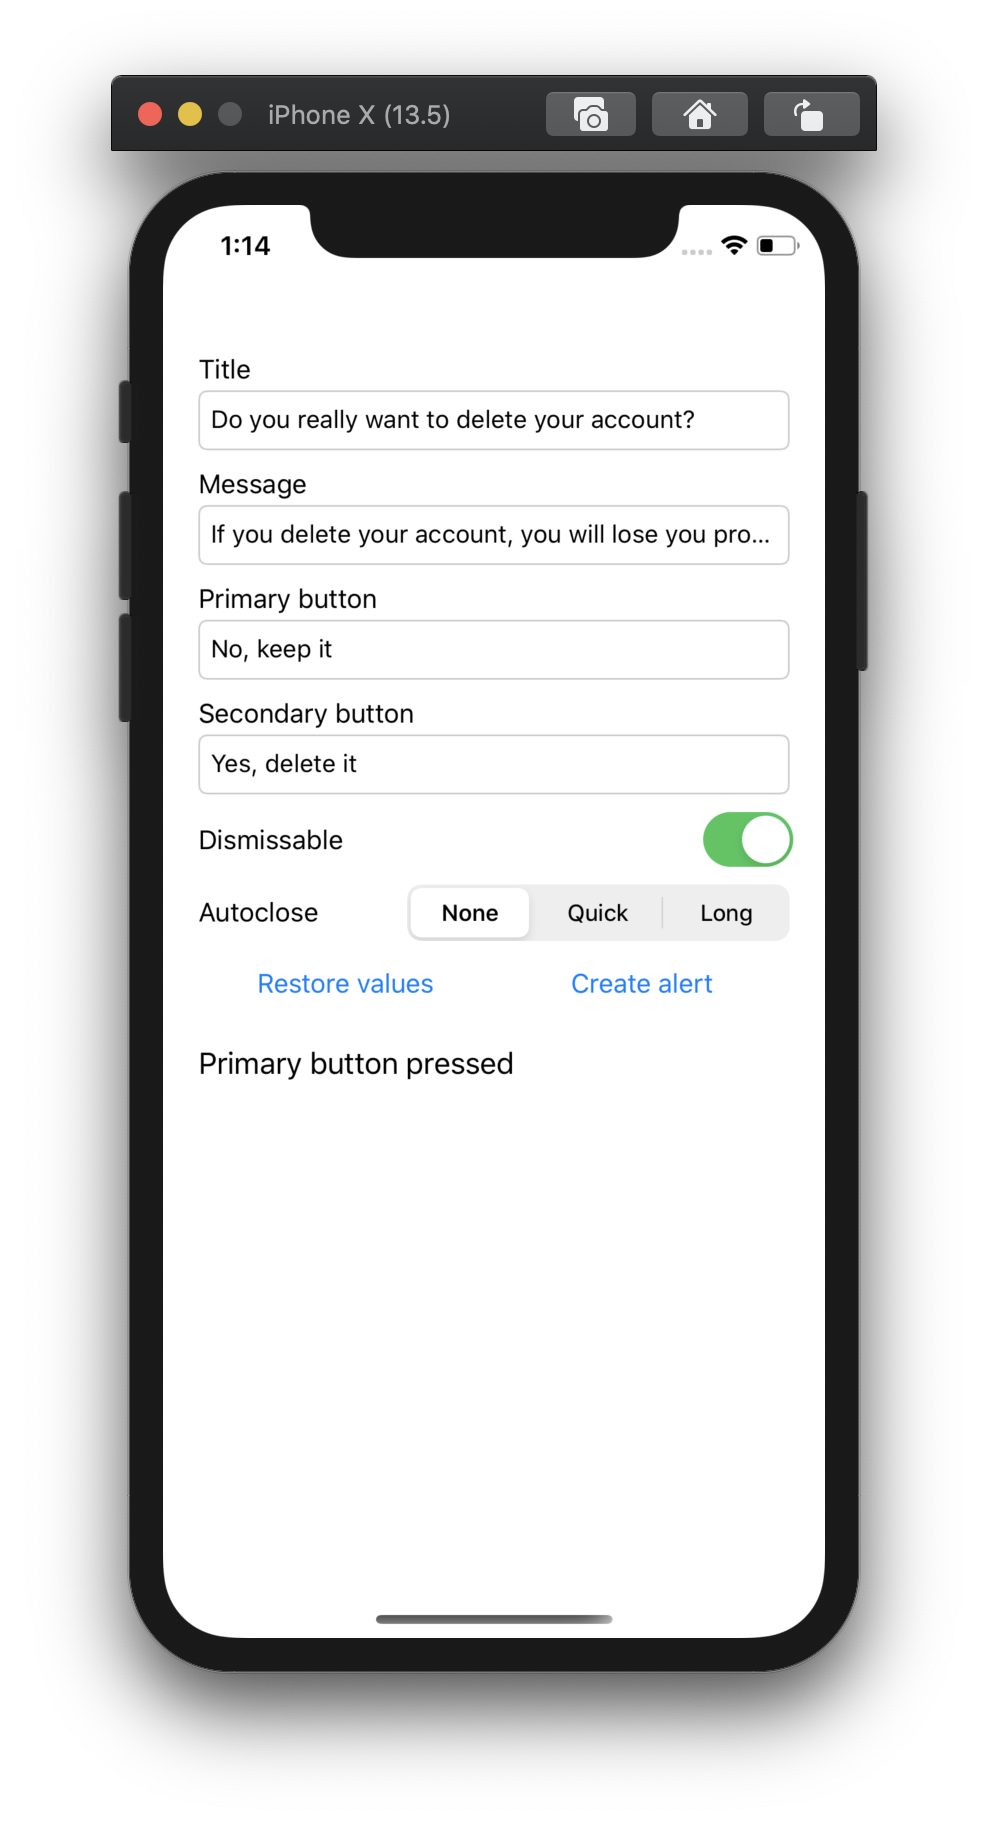 iPhone X (13.5)
1:14
Title
Do you really want to delete your account?
Message
If you delete your account, you will lose you pro...
Primary button
No, keep it
Secondary button
Yes, delete it
Dismissable
Autoclose None Quick Long
Restore values Create alert
Primary button pressed